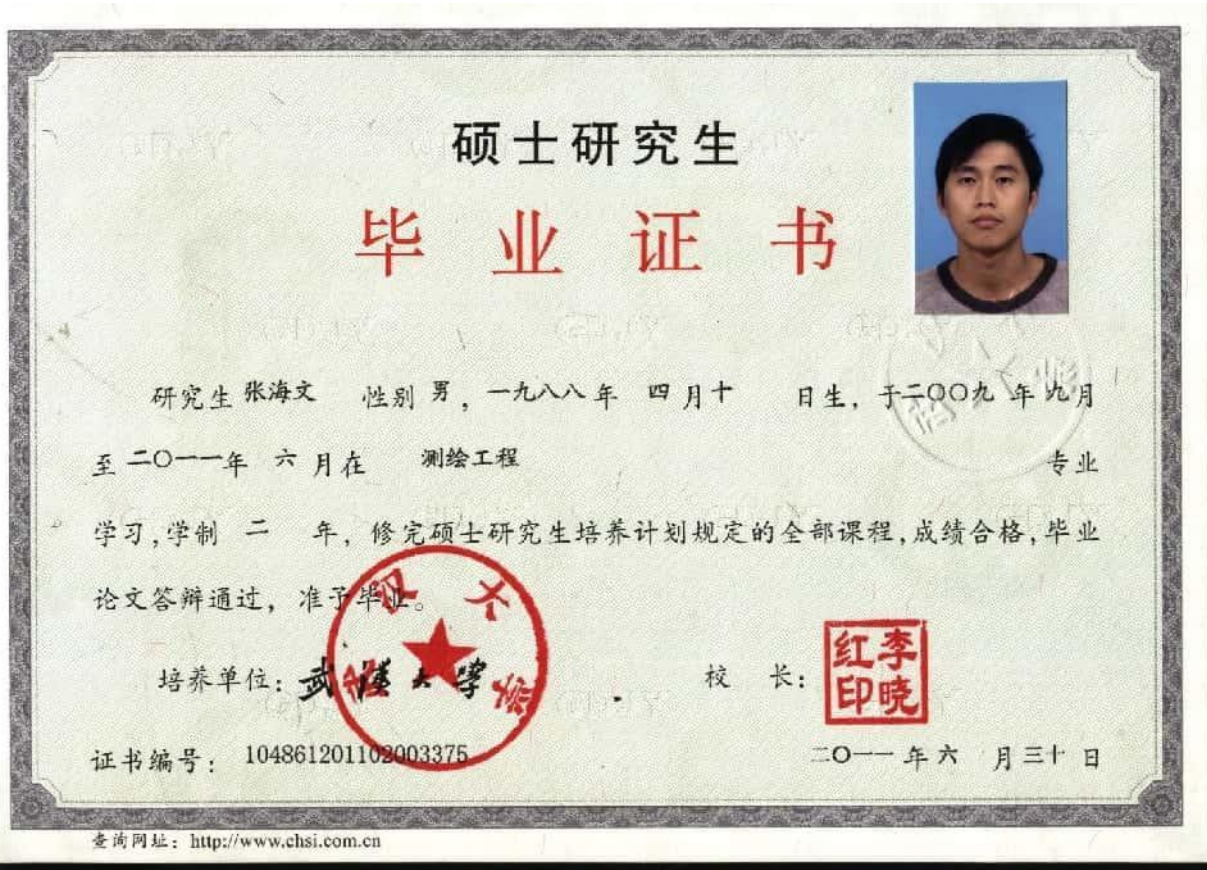 硕士研究生
毕业证书
研究生 张海文 性别 男，一九八八年 四月十 日生，于二〇〇九 年 九月
至 二〇一一年 六 月在 测绘工程 专业
学习，学制 二 年，修完硕士研究生培养计划规定的全部课程，成绩合格，毕业
论文答辩通过，准予毕业。
武汉大学
培养单位：武漢大學 校 长：
李晓红印
证书编号：104861201102003375 二〇一一 年 六 月 三十 日
查询网址：http://www.chsi.com.cn